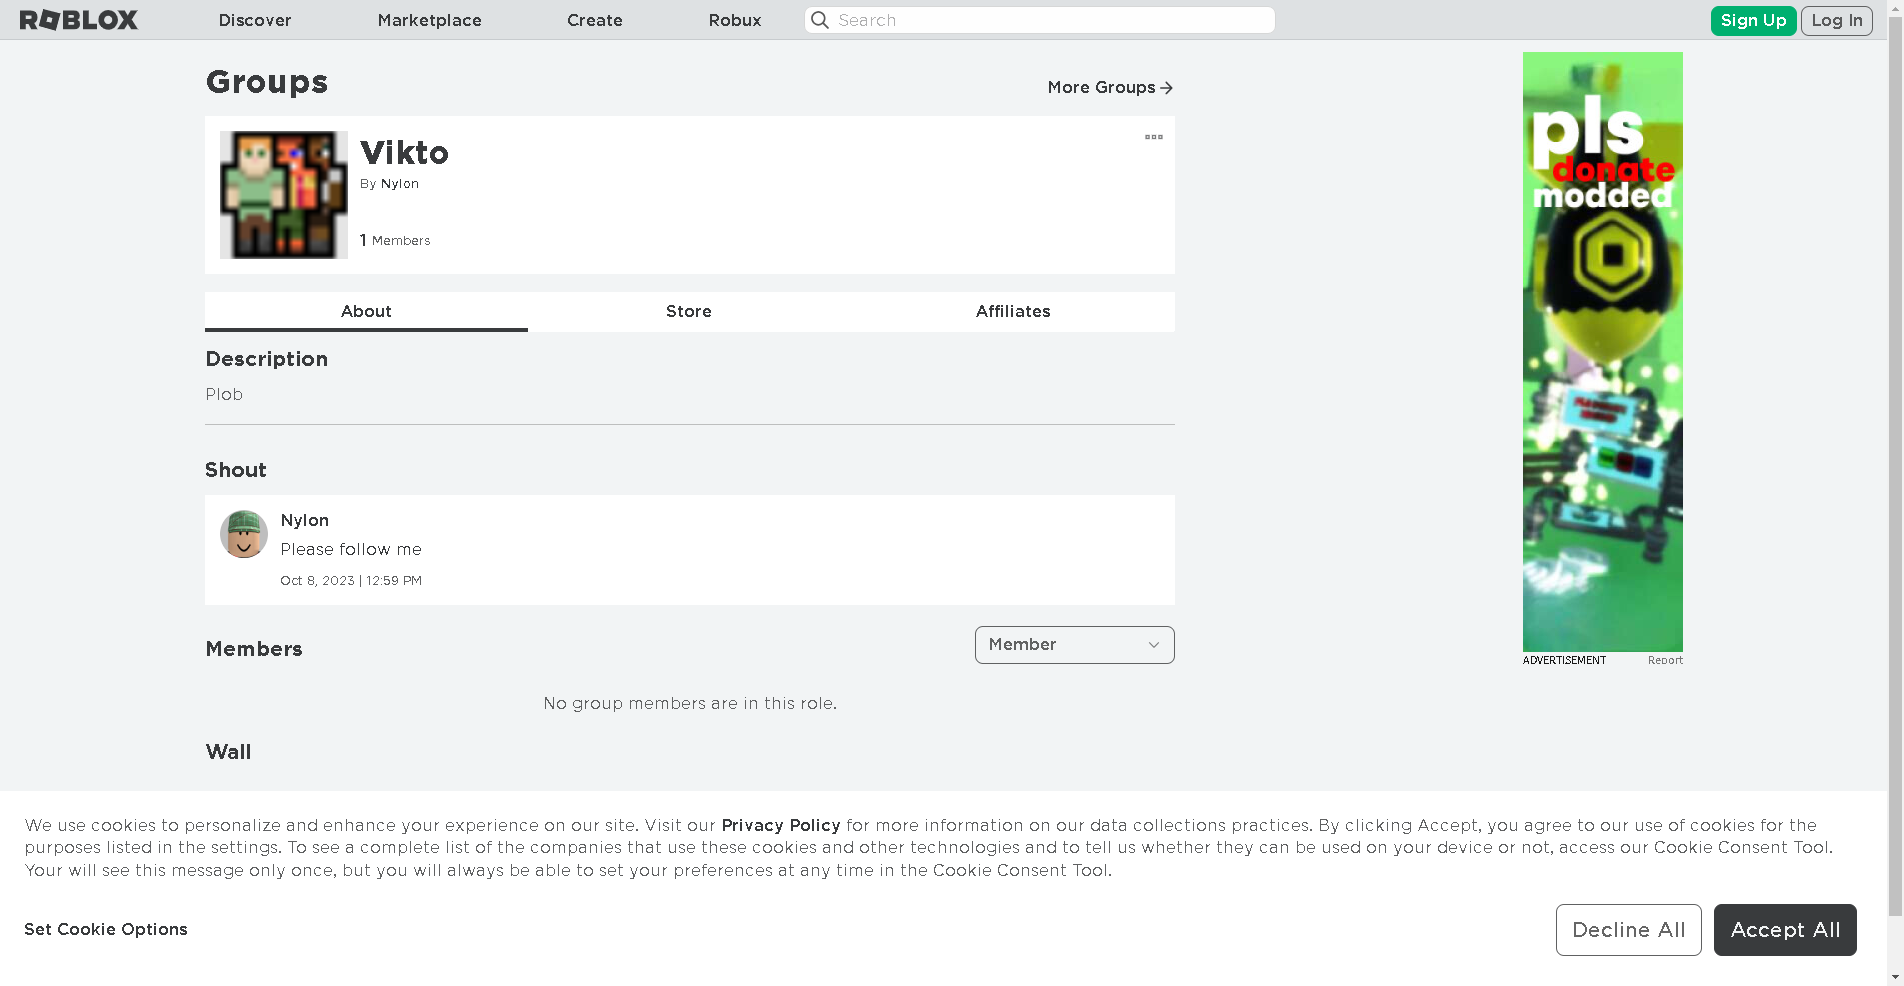 ROBLOX Discover Marketplace Create Robux Search Sign Up Log In
Groups
More Groups
Vikto
By Nylon
1 Members
About Store Affiliates
Description
Plob
Shout
Nylon
Please follow me
Oct 8, 2023 | 12:59 PM
Members
Member
No group members are in this role.
Wall
pls
donate
modded
ADVERTISEMENT Report
We use cookies to personalize and enhance your experience on our site. Visit our Privacy Policy for more information on our data collections practices. By clicking Accept, you agree to our use of cookies for the
purposes listed in the settings. To see a complete list of the companies that use these cookies and other technologies and to tell us whether they can be used on your device or not, access our Cookie Consent Tool.
Your will see this message only once, but you will always be able to set your preferences at any time in the Cookie Consent Tool.
Set Cookie Options
Decline All
Accept All